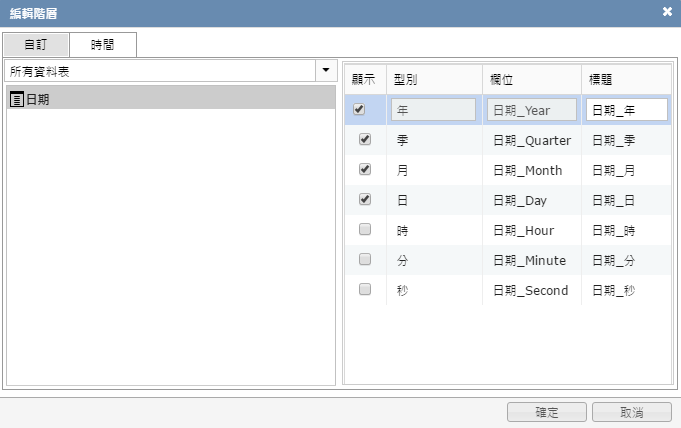 編輯階層
自訂 時間
所有資料表
日期
顯示 型別 欄位 標題
年 日期_Year 日期_年
季 日期_Quarter 日期_季
月 日期_Month 日期_月
日 日期_Day 日期_日
時 日期_Hour 日期_時
分 日期_Minute 日期_分
秒 日期_Second 日期_秒
確定 取消